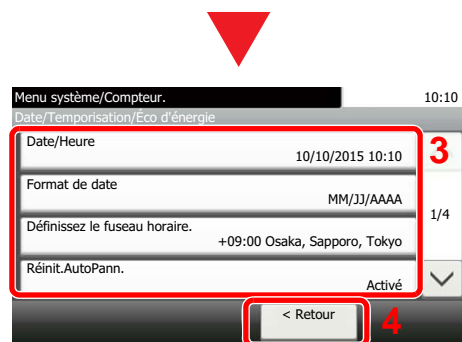 Menu système/Compteur.
10:10
Date/Temporisation/Éco d'énergie
Date/Heure
10/10/2015 10:10
3
Format de date
MM/JJ/AAAA
1/4
Définissez le fuseau horaire.
+09:00 Osaka, Sapporo, Tokyo
Réinit.AutoPann.
Activé
< Retour
4